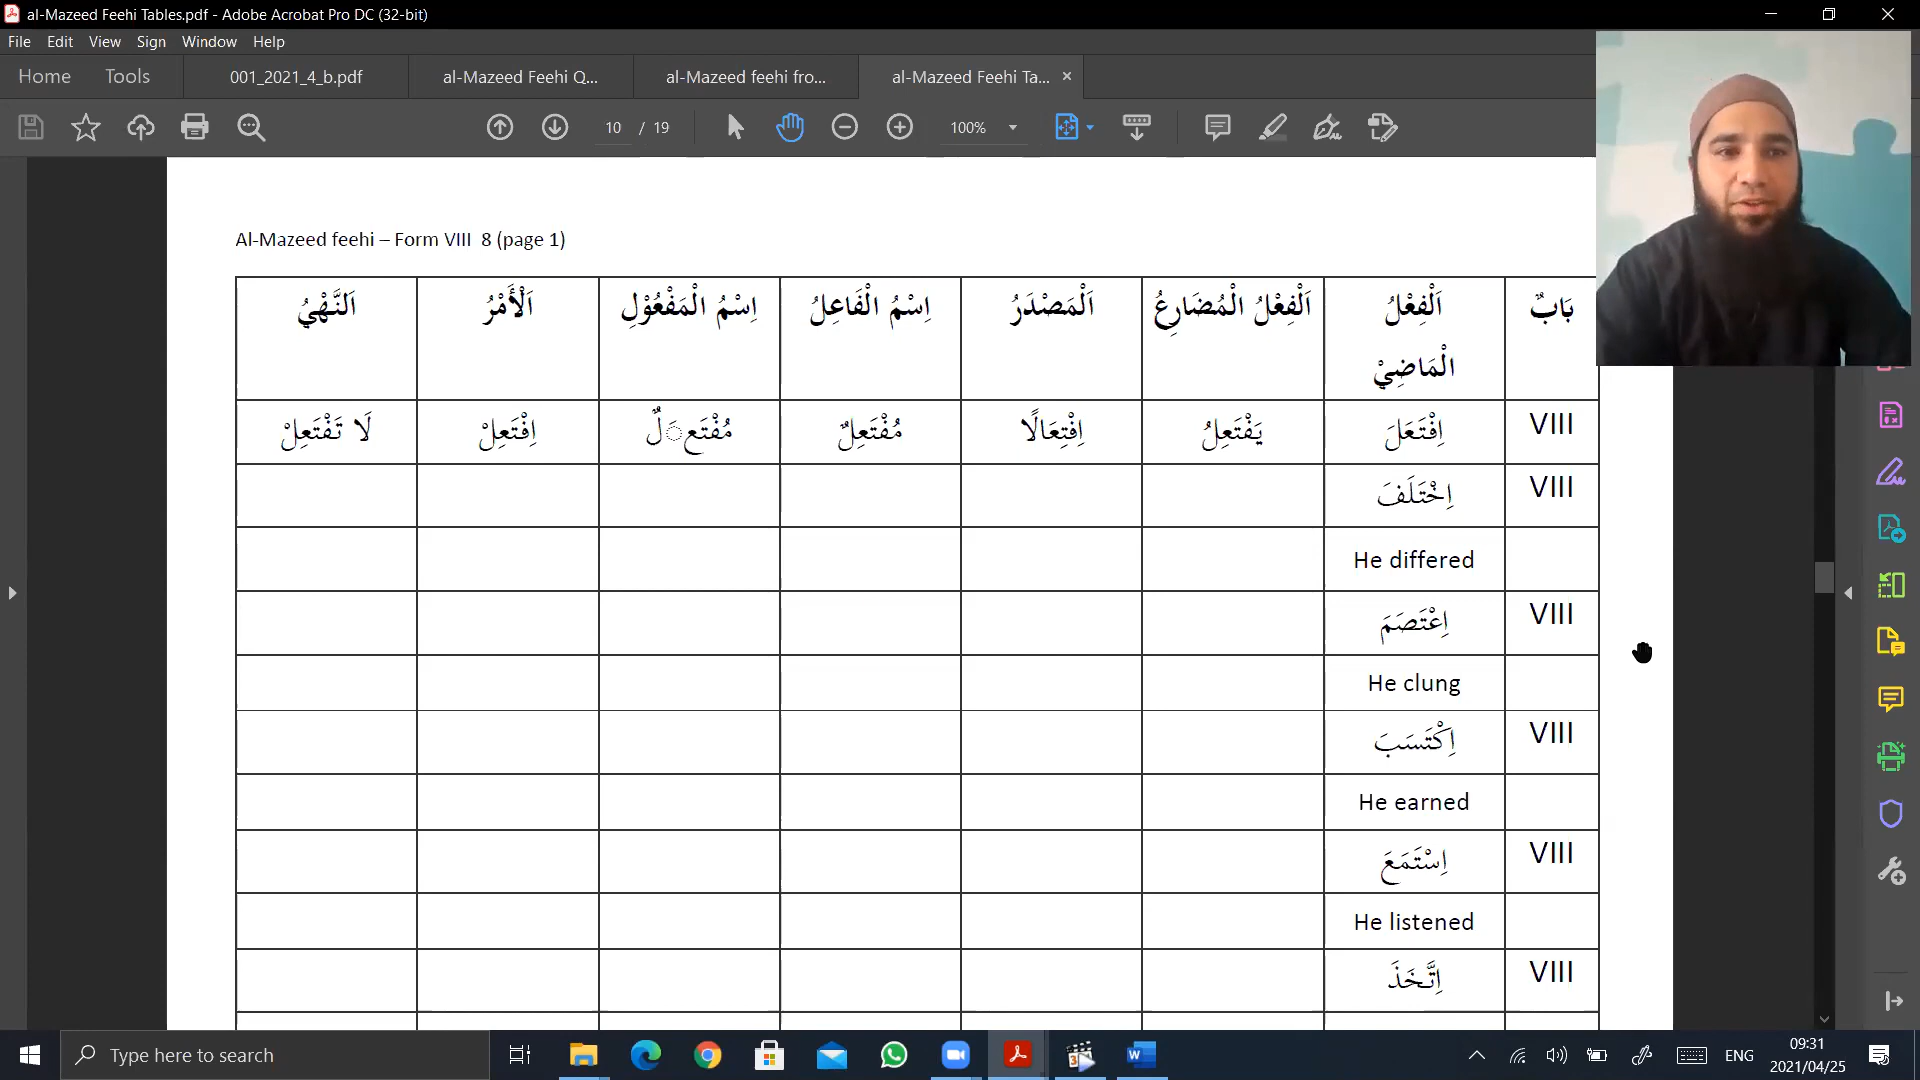 al-Mazeed Feehi Tables.pdf - Adobe Acrobat Pro DC (32-bit)
File Edit View Sign Window Help
Home Tools 001_2021_4_b.pdf al-Mazeed Feehi Q... al-Mazeed feehi fro... al-Mazeed Feehi Ta... ×
10 / 19 100%
Al-Mazeed feehi – Form VIII 8 (page 1)
بَابٌ اَلْفِعْلُ الْمَاضِيْ اَلْفِعْلُ الْمُضَارِعُ اَلْمَصْدَرُ اِسْمُ الْفَاعِلُ اِسْمُ الْمَفْعُوْلِ اَلْأَمْرُ اَلنَّهْيُ
VIII اِفْتَعَلَ يَفْتَعِلُ اِفْتِعَالًا مُفْتَعِلٌ مُفْتَعَلٌ اِفْتَعِلْ لَا تَفْتَعِلْ
VIII اِخْتَلَفَ
He differed
VIII اِعْتَصَمَ
He clung
VIII اِكْتَسَبَ
He earned
VIII اِسْتَمَعَ
He listened
VIII اِتَّخَذَ
Type here to search
ENG
09:31
2021/04/25